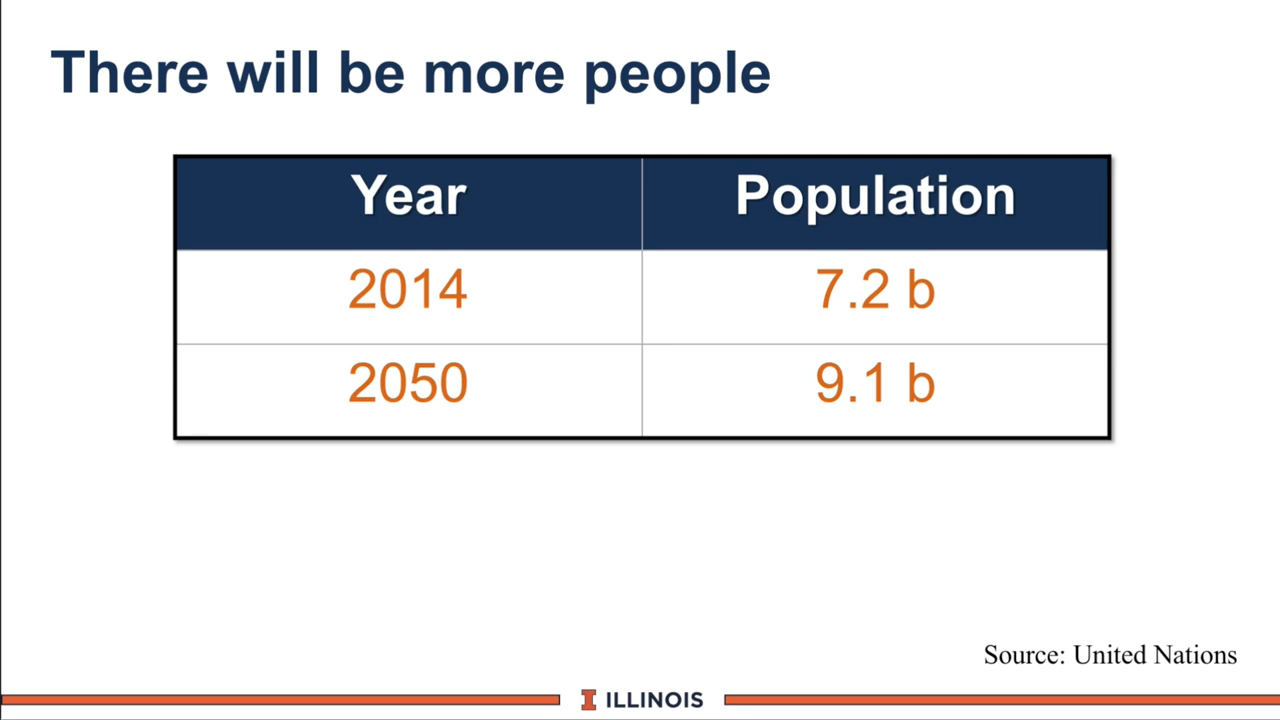 There will be more people
Year Population
2014 7.2 b
2050 9.1 b
Source: United Nations
I ILLINOIS